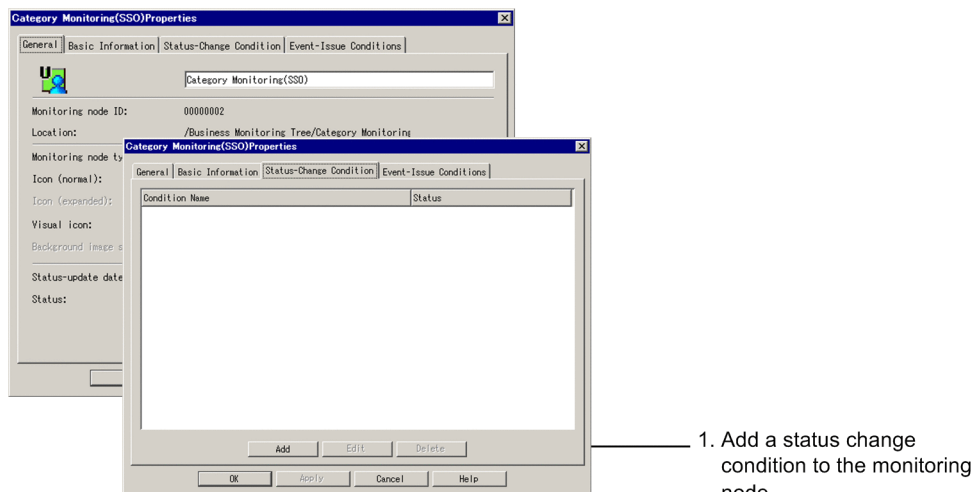 Category Monitoring(SSO)Properties
General Basic Information Status-Change Condition Event-Issue Conditions
Category Monitoring(SSO)
Monitoring node ID: 00000002
Location: /Business Monitoring Tree/Category Monitoring
Monitoring node ty
Icon (normal):
Icon (expanded):
Visual icon:
Background image s
Status-update date
Status:
Category Monitoring(SSO)Properties
General Basic Information Status-Change Condition Event-Issue Conditions
Condition Name Status
Add Edit Delete
OK Apply Cancel Help
1. Add a status change
condition to the monitoring
node